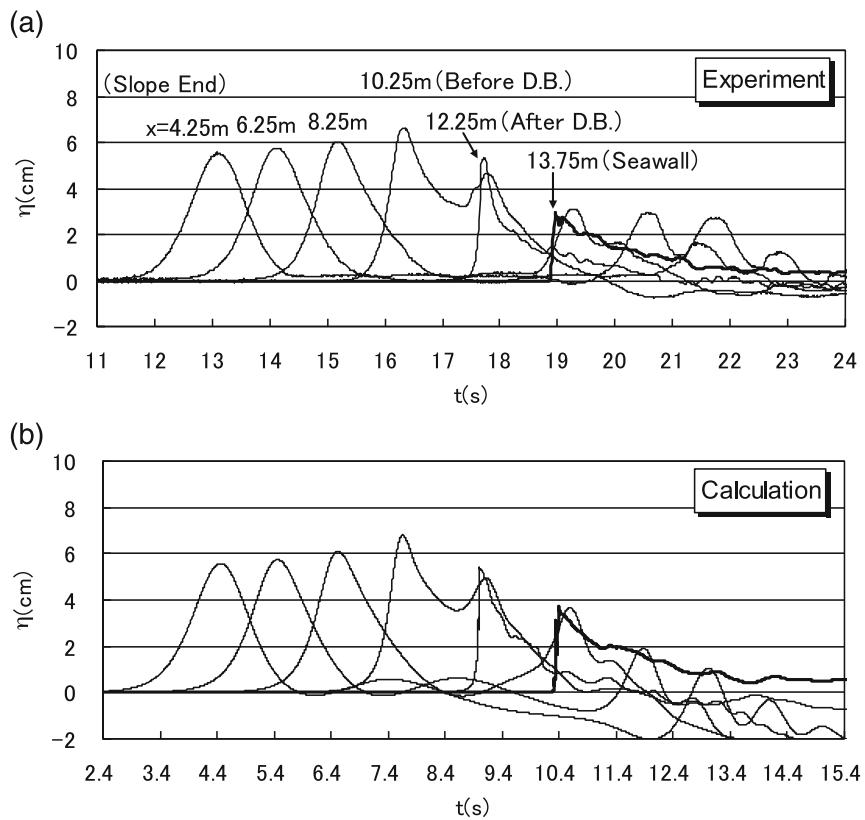 (a)
10
8
6
4
2
0
−2
η(cm)
(Slope End)
10.25m(Before D.B.)
Experiment
x=4.25m 6.25m 8.25m
12.25m(After D.B.)
13.75m(Seawall)
11 12 13 14 15 16 17 18 19 20 21 22 23 24
t(s)
(b)
10
8
6
4
2
0
−2
η(cm)
Calculation
2.4 3.4 4.4 5.4 6.4 7.4 8.4 9.4 10.4 11.4 12.4 13.4 14.4 15.4
t(s)